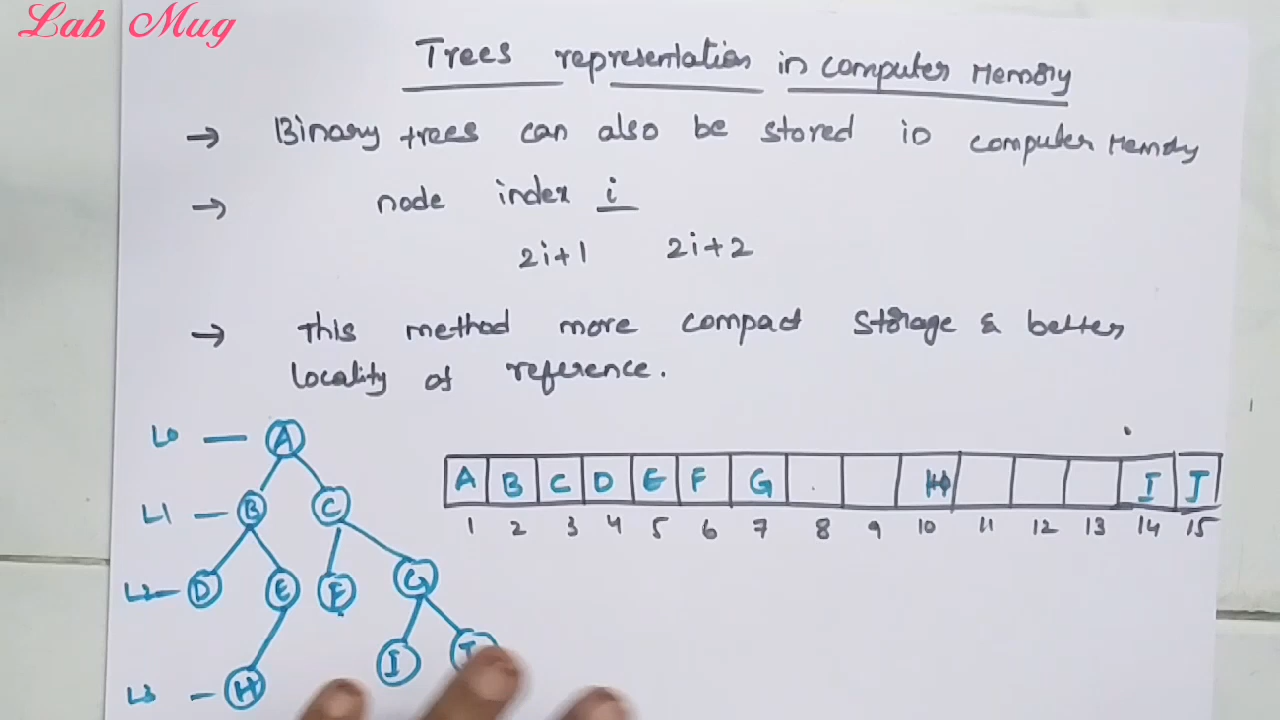 Lab Mug
Trees representation in computer Memory
→ Binary trees can also be stored in computer Memory
→ node index i
2i+1 2i+2
→ This method more compact storage & better
locality of reference.
L0 — A
L1 — B C
L2 — D E F G
I
L3 — H
A B C D E F G H I J
1 2 3 4 5 6 7 8 9 10 11 12 13 14 15